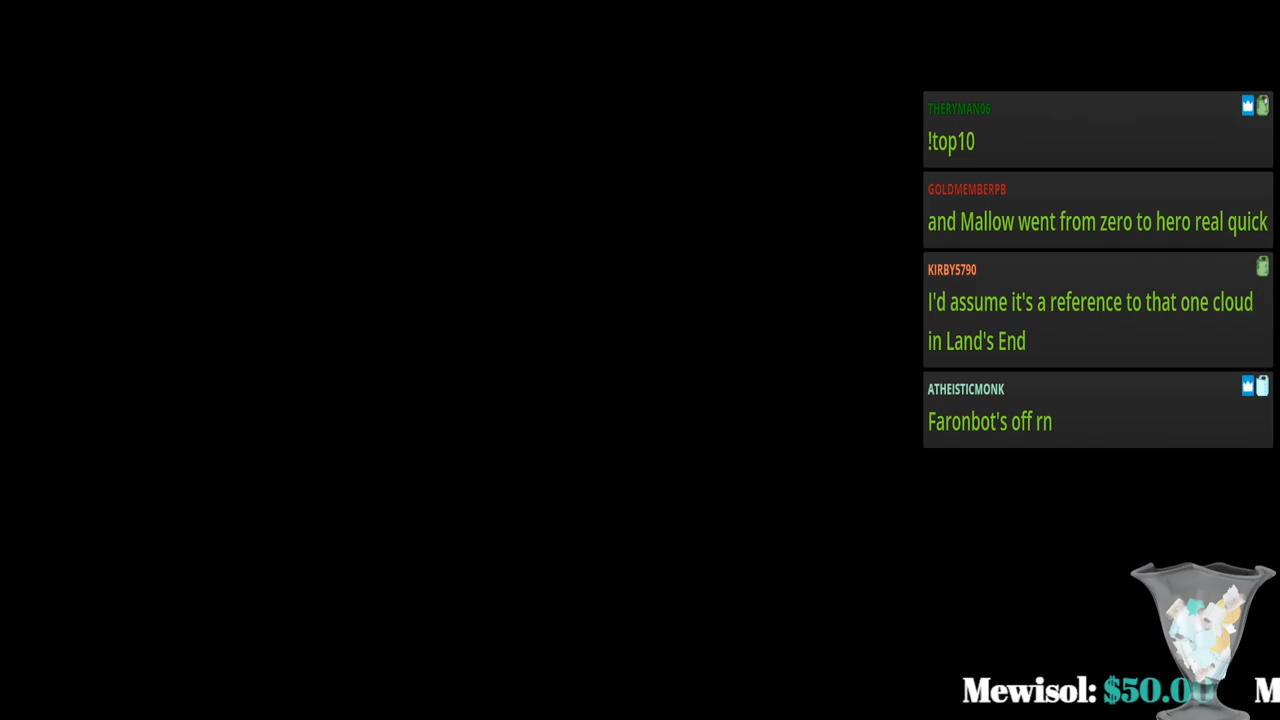 THERYMAN06
!top10
GOLDMEMBERPB
and Mallow went from zero to hero real quick
KIRBY5790
I'd assume it's a reference to that one cloud
in Land's End
ATHEISTICMONK
Faronbot's off rn
Mewisol: $50.00 M